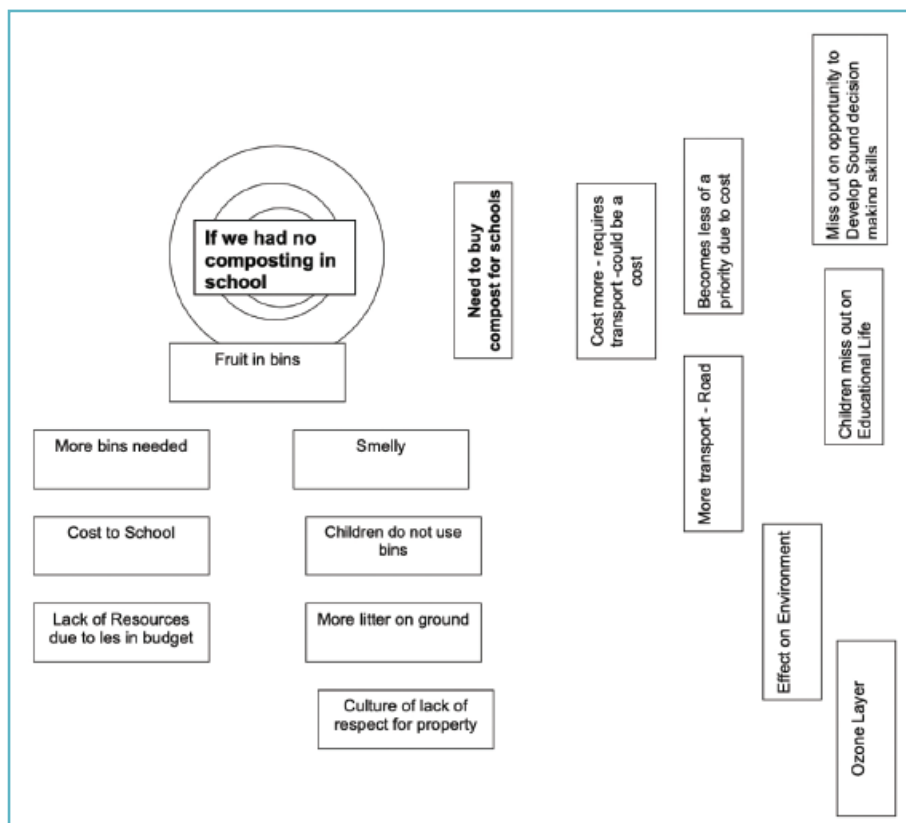 If we had no
composting in
school
Fruit in bins
More bins needed
Smelly
Cost to School
Children do not use
bins
Lack of Resources
due to les in budget
More litter on ground
Culture of lack of
respect for property
Need to buy
compost for schools
Cost more - requires
transport -could be a
cost
Becomes less of a
priority due to cost
More transport - Road
Miss out on opportunity to
Develop Sound decision
making skills
Children miss out on
Educational Life
Effect on Environment
Ozone Layer